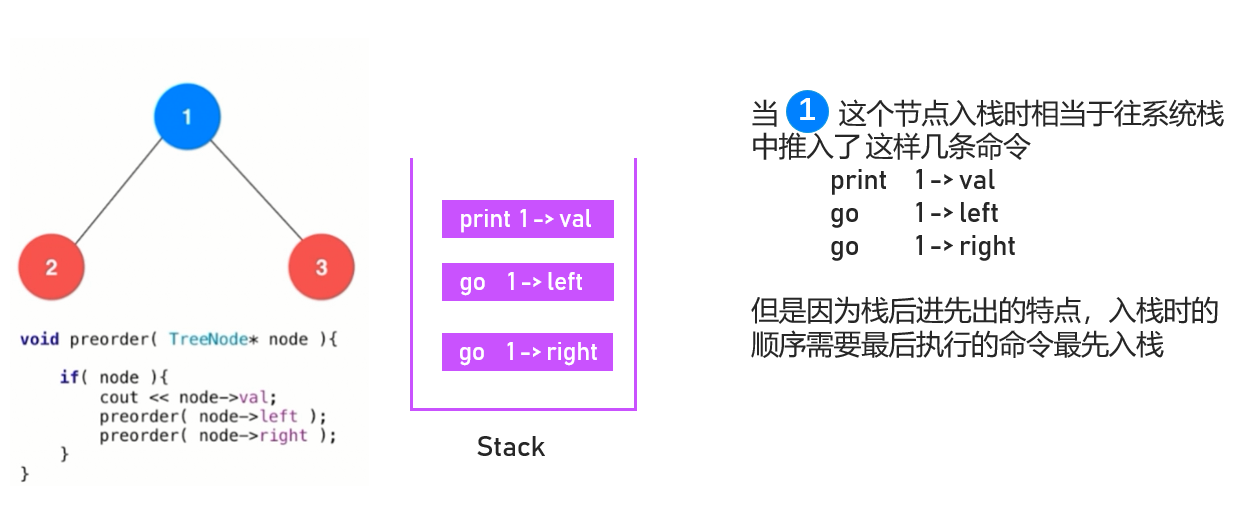 1
2
3
void preorder( TreeNode* node ){
if( node ){
cout << node->val;
preorder( node->left );
preorder( node->right );
}
}
print 1-> val
go 1-> left
go 1-> right
Stack
当 1 这个节点入栈时相当于往系统栈
中推入了 这样几条命令
print 1-> val
go 1-> left
go 1-> right
但是因为栈后进先出的特点，入栈时的
顺序需要最后执行的命令最先入栈